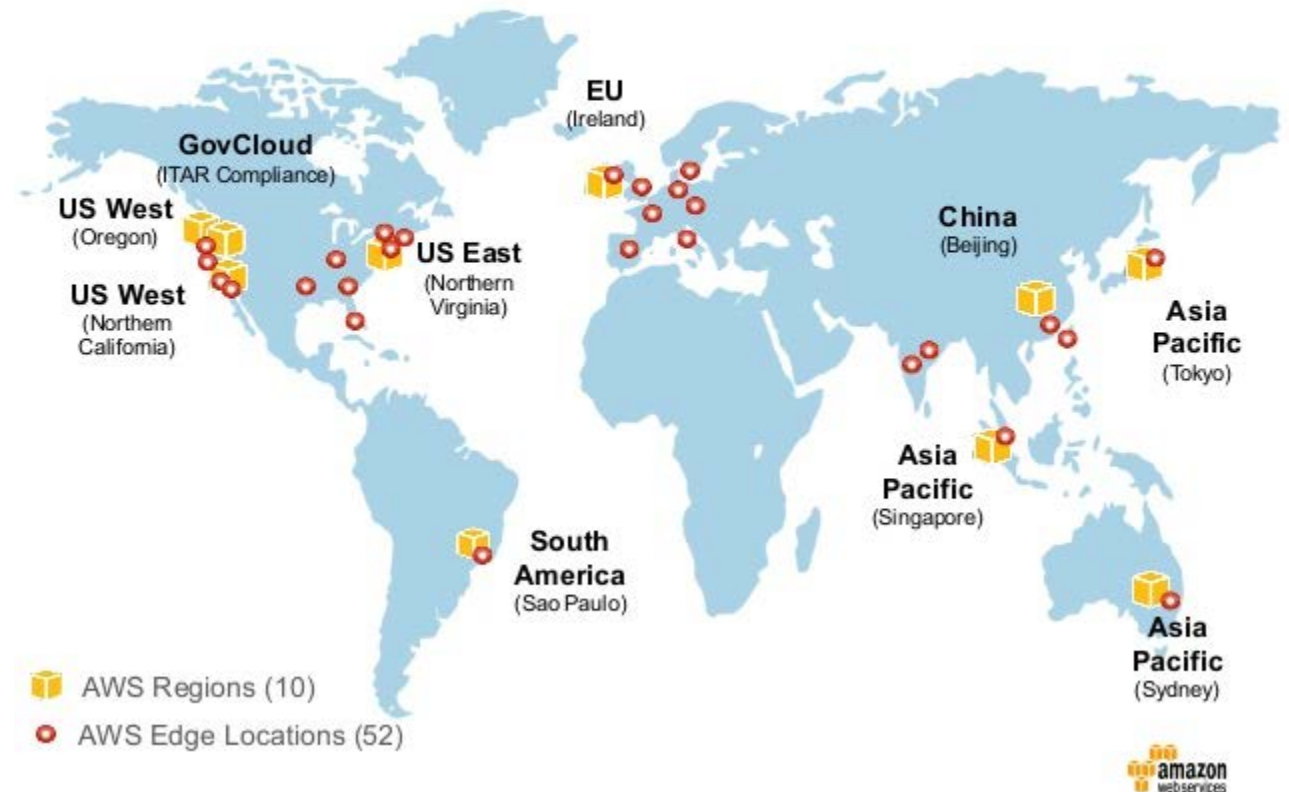 EU
(Ireland)
GovCloud
(ITAR Compliance)
US West
(Oregon)
US East
(Northern
Virginia)
US West
(Northern
California)
China
(Beijing)
Asia
Pacific
(Tokyo)
Asia
Pacific
(Singapore)
South
America
(Sao Paulo)
Asia
Pacific
(Sydney)
AWS Regions (10)
AWS Edge Locations (52)
amazon
webservices